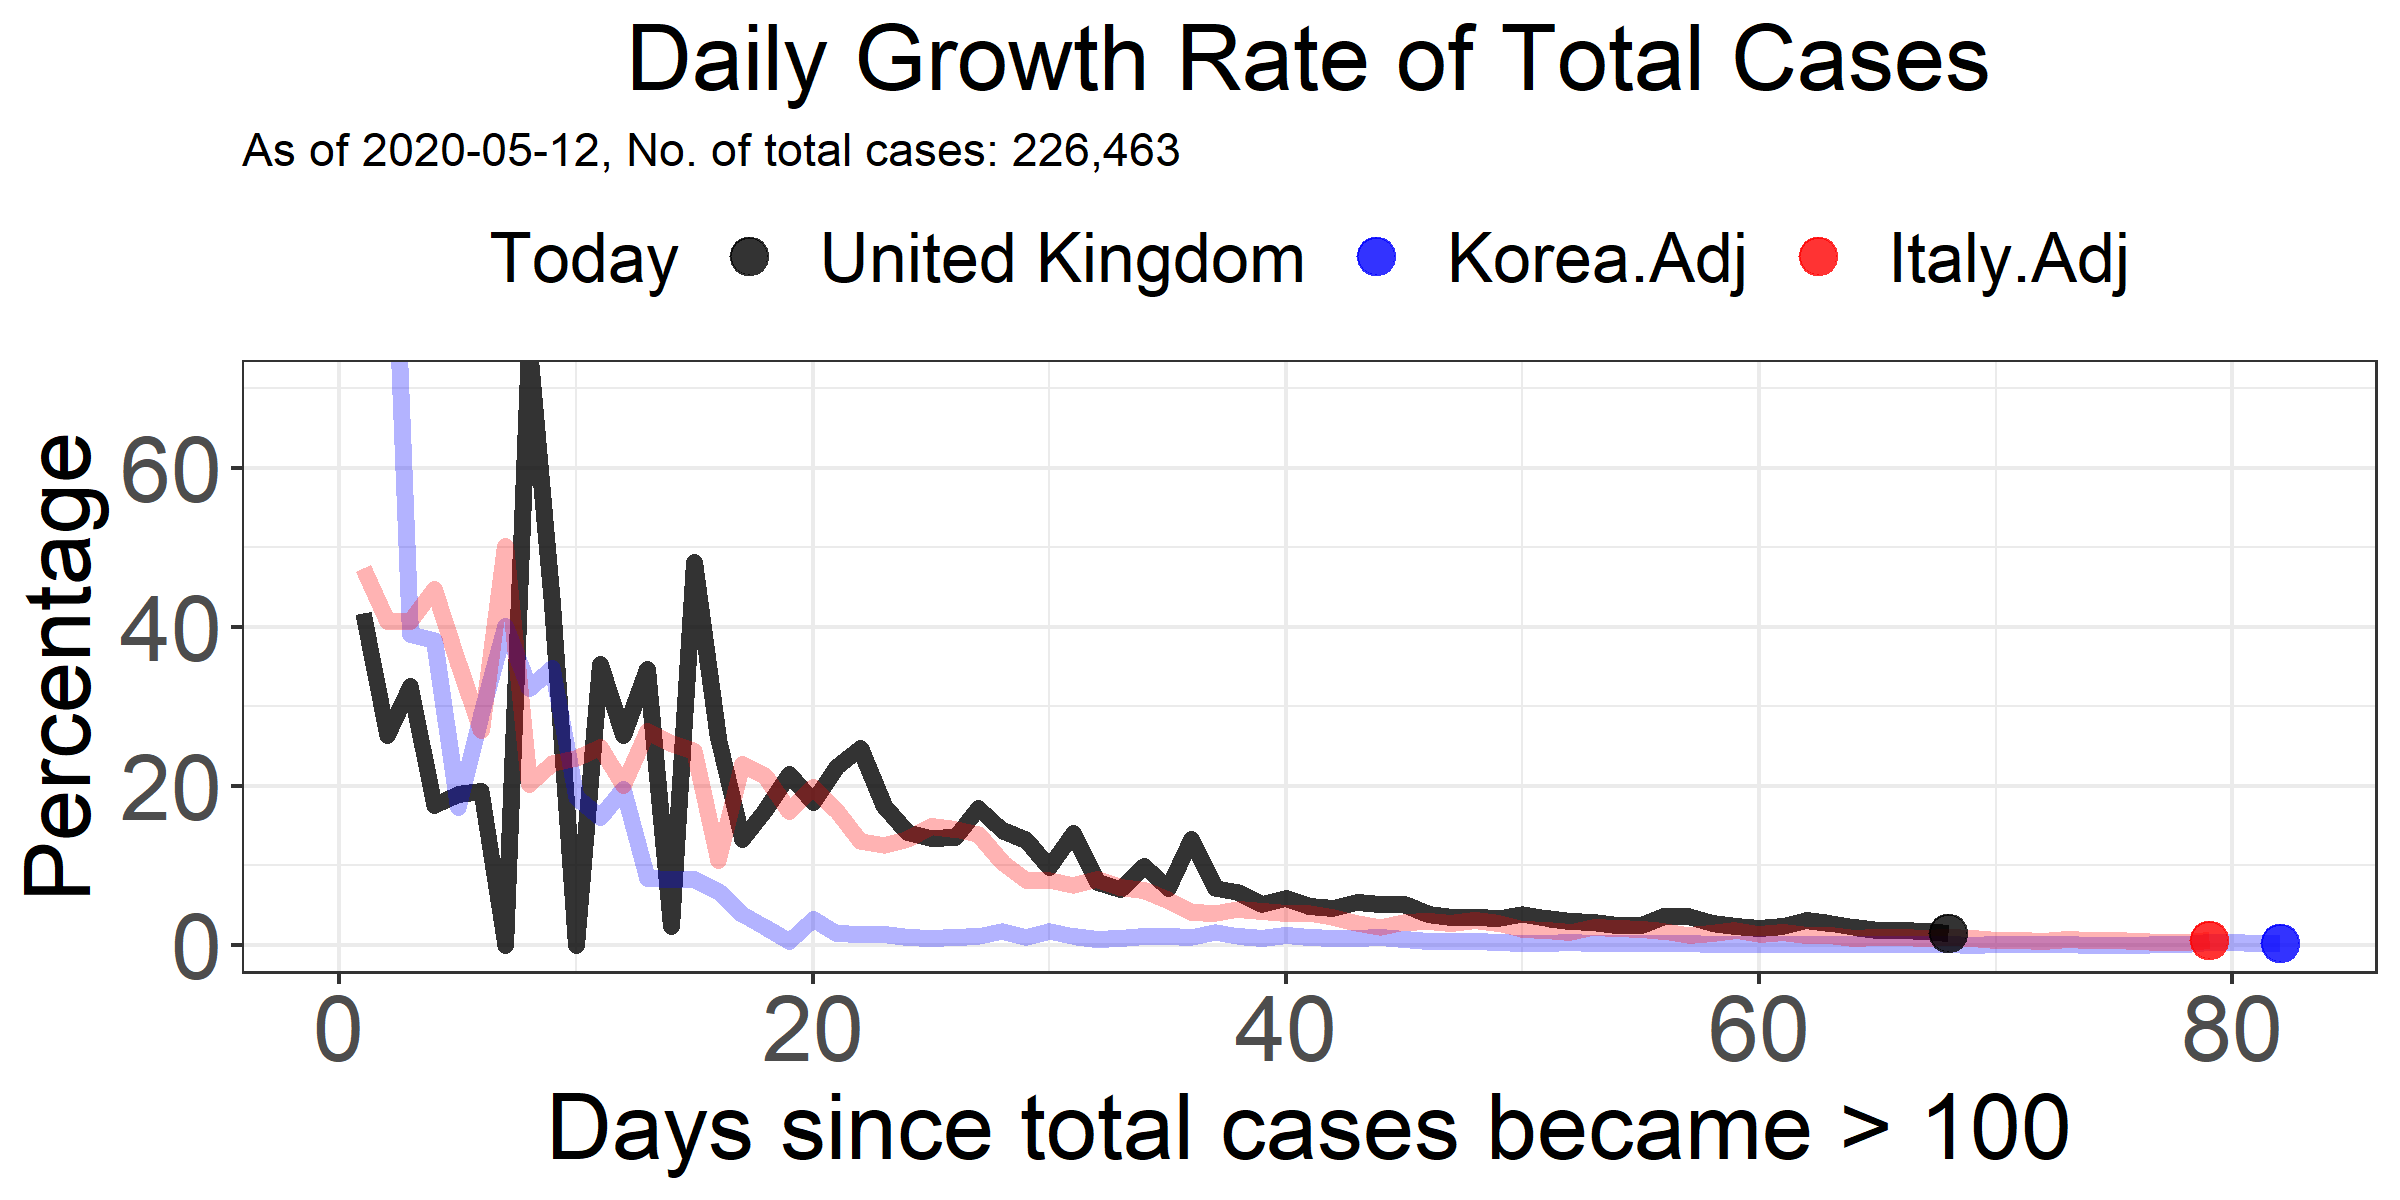 Daily Growth Rate of Total Cases
As of 2020-05-12, No. of total cases: 226,463
Today United Kingdom Korea.Adj Italy.Adj
Percentage
60
40
20
0
0 20 40 60 80
Days since total cases became > 100